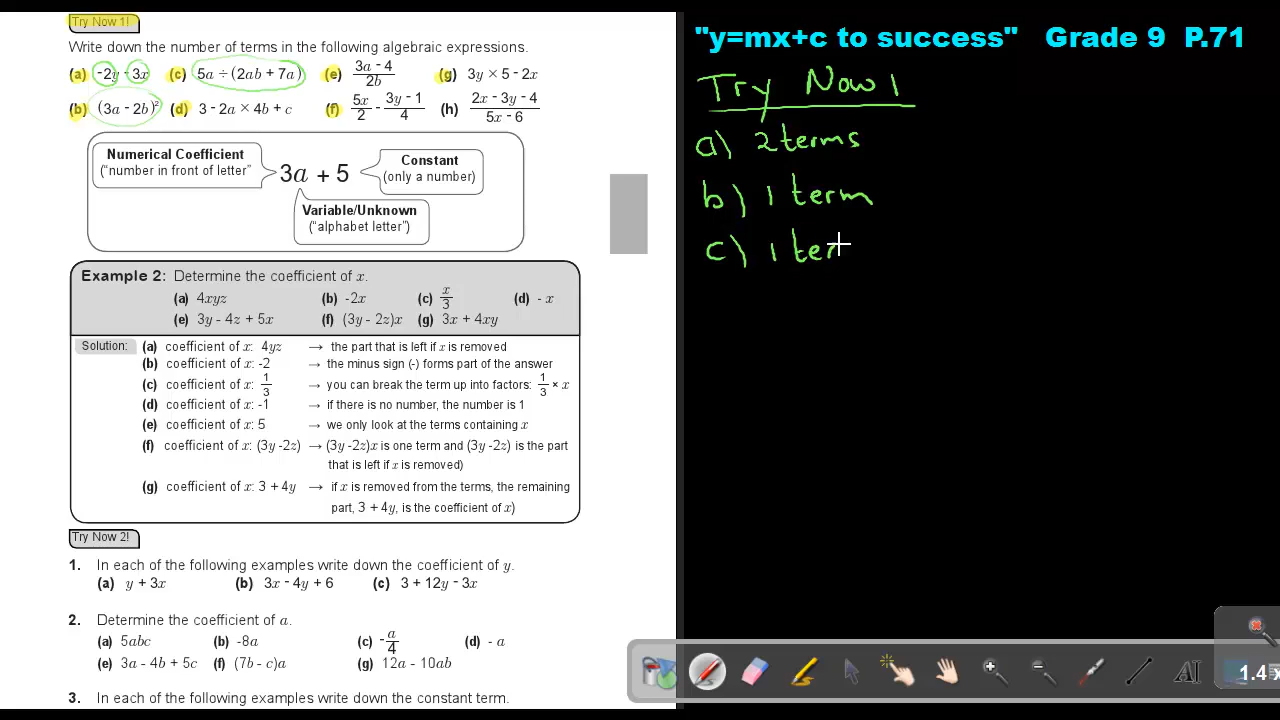 Try Now 1!
"y=mx+c to success" Grade 9 P.71
Write down the number of terms in the following algebraic expressions.
(a) -2y - 3x (c) 5a ÷ (2ab + 7a) (e) 3a - 4 / 2b (g) 3y × 5 - 2x
(b) (3a - 2b)² (d) 3 - 2a × 4b + c (f) 5x / 2 - 3y - 1 / 4 (h) 2x - 3y - 4 / 5x - 6
Numerical Coefficient
("number in front of letter"
3a + 5
Constant
(only a number)
Variable/Unknown
("alphabet letter")
Example 2: Determine the coefficient of x.
(a) 4xyz (b) -2x (c) x/3 (d) - x
(e) 3y - 4z + 5x (f) (3y - 2z)x (g) 3x + 4xy
Solution: (a) coefficient of x: 4yz → the part that is left if x is removed
(b) coefficient of x: -2 → the minus sign (-) forms part of the answer
(c) coefficient of x: 1/3 → you can break the term up into factors: 1/3 × x
(d) coefficient of x: -1 → if there is no number, the number is 1
(e) coefficient of x: 5 → we only look at the terms containing x
(f) coefficient of x: (3y -2z) → (3y -2z)x is one term and (3y -2z) is the part
that is left if x is removed)
(g) coefficient of x: 3 + 4y → if x is removed from the terms, the remaining
part, 3 + 4y, is the coefficient of x)
Try Now 2!
1. In each of the following examples write down the coefficient of y.
(a) y + 3x (b) 3x - 4y + 6 (c) 3 + 12y - 3x
2. Determine the coefficient of a.
(a) 5abc (b) -8a (c) -a/4 (d) - a
(e) 3a - 4b + 5c (f) (7b - c)a (g) 12a - 10ab
3. In each of the following examples write down the constant term.
Try Now 1
a) 2 terms
b) 1 term
c) 1 ter
AI
1.4 x